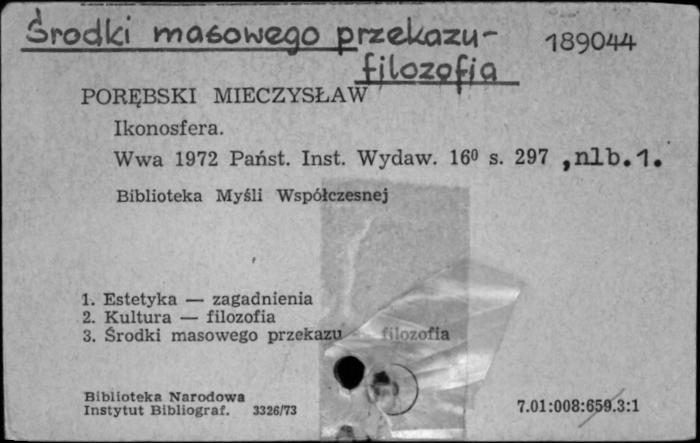 Środki masowego przekazu-
filozofia
189044
PORĘBSKI MIECZYSŁAW
Ikonosfera.
Wwa 1972 Państ. Inst. Wydaw. 16⁰ s. 297 ,nlb.1.
Biblioteka Myśli Współczesnej
1. Estetyka — zagadnienia
2. Kultura — filozofia
3. Środki masowego przekazu — filozofia
Biblioteka Narodowa
Instytut Bibliograf. 3326/73
7.01:008:659.3:1